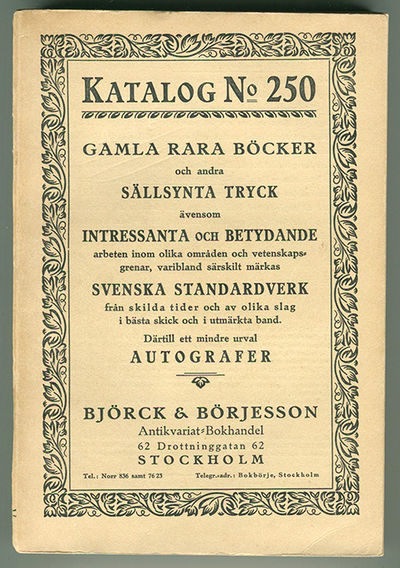 KATALOG No 250
GAMLA RARA BÖCKER
och andra
SÄLLSYNTA TRYCK
ävensom
INTRESSANTA OCH BETYDANDE
arbeten inom olika områden och vetenskaps-
grenar, varibland särskilt märkas
SVENSKA STANDARDVERK
från skilda tider och av olika slag
i bästa skick och i utmärkta band.
Därtill ett mindre urval
AUTOGRAFER
BJÖRCK & BÖRJESSON
Antikvariat-Bokhandel
62 Drottninggatan 62
STOCKHOLM
Tel.: Norr 836 samt 7623 Telegr.-adr.: Bokbörje, Stockholm